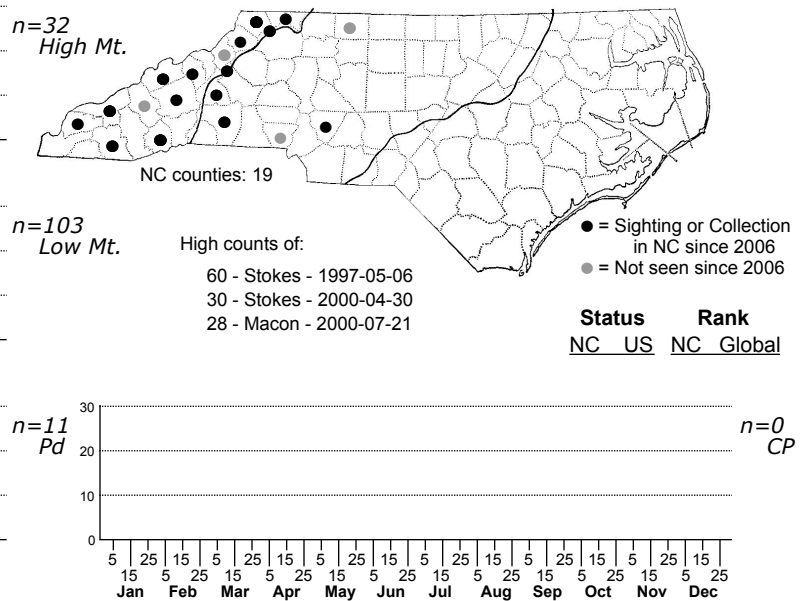 n=32
High Mt.
NC counties: 19
n=103
Low Mt.
High counts of:
60 - Stokes - 1997-05-06
30 - Stokes - 2000-04-30
28 - Macon - 2000-07-21
= Sighting or Collection
in NC since 2006
= Not seen since 2006
Status Rank
NC US NC Global
n=11
Pd
n=0
CP
30
20
10
0
5 25 15 5 25 15 5 25 15 5 25 15 5 25 15 5 25 15
15 5 25 15 5 25 15 5 25 15 5 25 15 5 25 15 5 25
Jan Feb Mar Apr May Jun Jul Aug Sep Oct Nov Dec